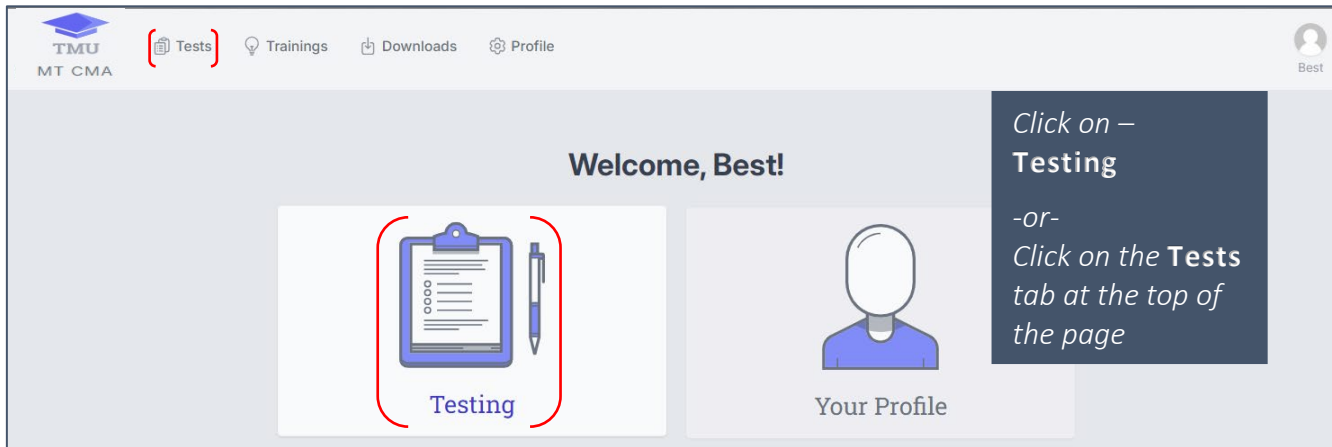 TMU
MT CMA
Tests Trainings Downloads Profile
Best
Welcome, Best!
Testing
Your Profile
Click on –
Testing
-or-
Click on the Tests
tab at the top of
the page